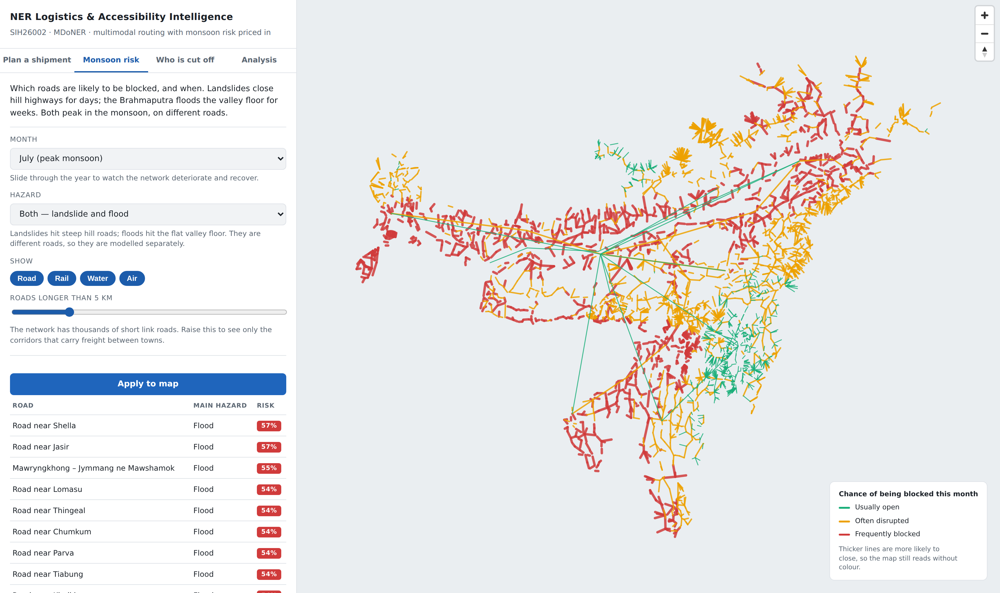 NER Logistics & Accessibility Intelligence
SIH26002 · MDoNER · multimodal routing with monsoon risk priced in
Plan a shipment
Monsoon risk
Who is cut off
Analysis
Which roads are likely to be blocked, and when. Landslides close
hill highways for days; the Brahmaputra floods the valley floor for
weeks. Both peak in the monsoon, on different roads.
MONTH
July (peak monsoon)
Slide through the year to watch the network deteriorate and recover.
HAZARD
Both — landslide and flood
Landslides hit steep hill roads; floods hit the flat valley floor. They are
different roads, so they are modelled separately.
SHOW
Road Rail Water Air
ROADS LONGER THAN 5 KM
The network has thousands of short link roads. Raise this to see only the
corridors that carry freight between towns.
Apply to map
ROAD MAIN HAZARD RISK
Road near Shella Flood 57%
Road near Jasir Flood 57%
Mawryngkhong – Jymmang ne Mawshamok Flood 55%
Road near Lomasu Flood 54%
Road near Thingeal Flood 54%
Road near Chumkum Flood 54%
Road near Parva Flood 54%
Road near Tiabung Flood 54%
Chance of being blocked this month
Usually open
Often disrupted
Frequently blocked
Thicker lines are more likely to
close, so the map still reads without
colour.